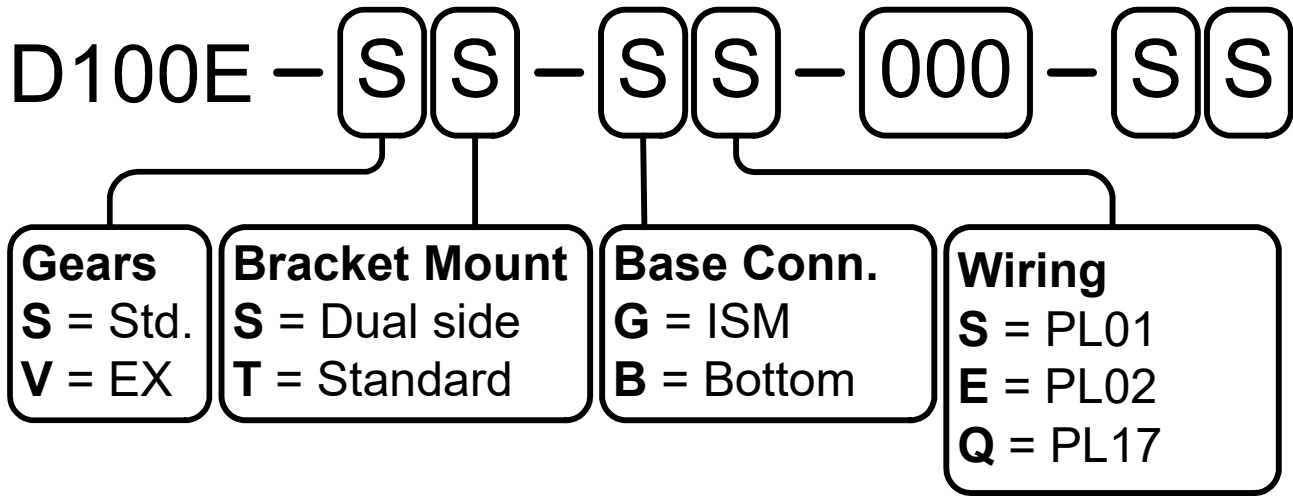 D100E – S S – S S – 000 – S S
Gears
S = Std.
V = EX
Bracket Mount
S = Dual side
T = Standard
Base Conn.
G = ISM
B = Bottom
Wiring
S = PL01
E = PL02
Q = PL17